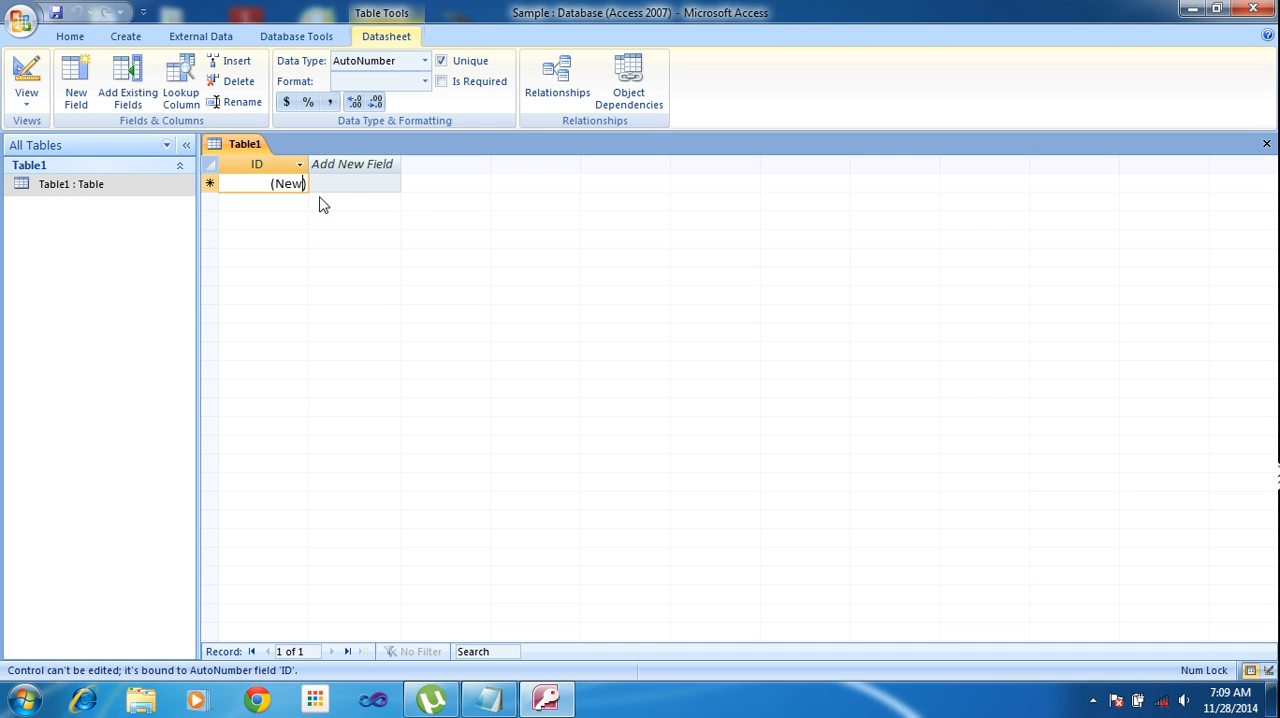 Table Tools
Sample : Database (Access 2007) - Microsoft Access
Home
Create
External Data
Database Tools
Datasheet
View
Views
New Field
Add Existing Fields
Lookup Column
Insert
Delete
Rename
Fields & Columns
Data Type: AutoNumber
Format:
Unique
Is Required
$ % ,
.00
.00
Data Type & Formatting
Relationships
Object Dependencies
Relationships
All Tables
Table1
Table1 : Table
Table1
ID
Add New Field
(New)
Record:
1 of 1
No Filter
Search
Control can't be edited; it's bound to AutoNumber field 'ID'.
Num Lock
7:09 AM
11/28/2014